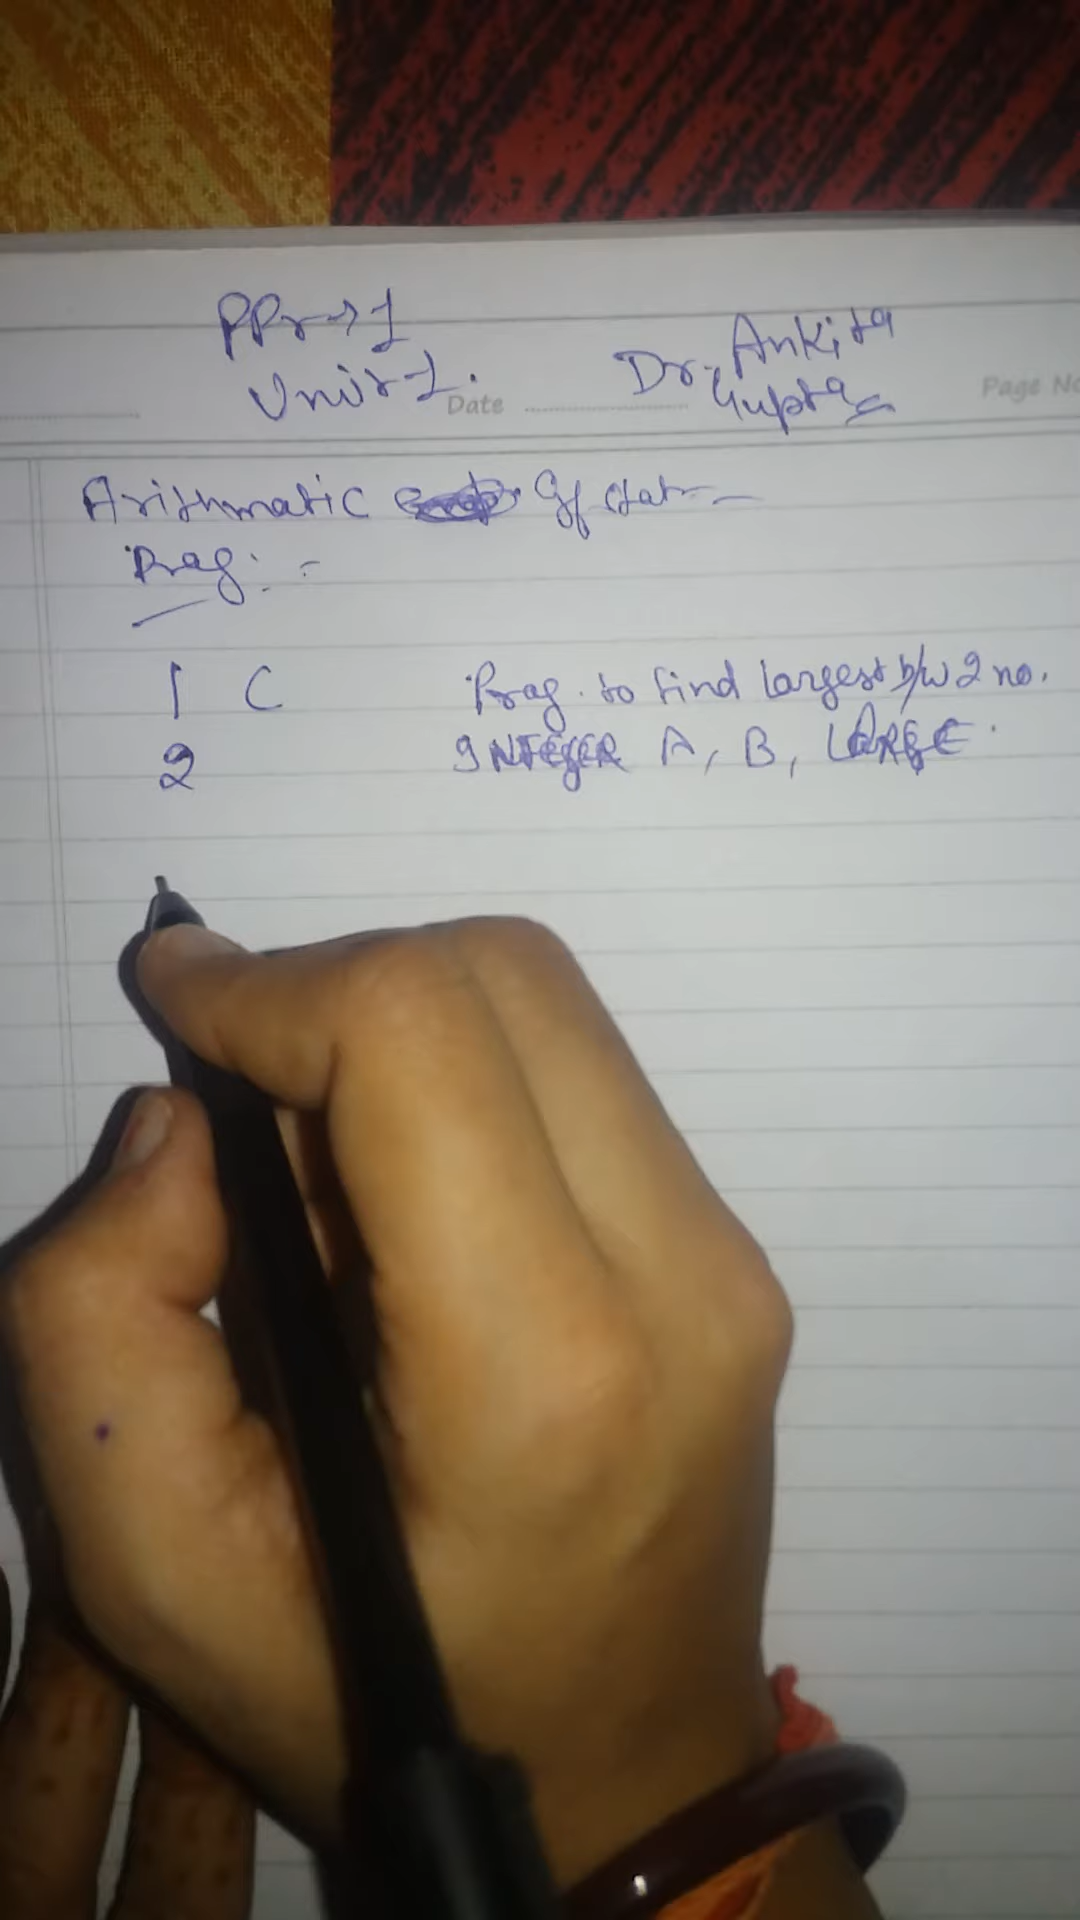 PPr → 1
Unit-1.
Dr. Ankita
Gupta
Date
Page No
Arithmatic If stat-
Prog: -
1 C Prog. to find largest b/w 2 no.
2 INTEGER A, B, LARGE